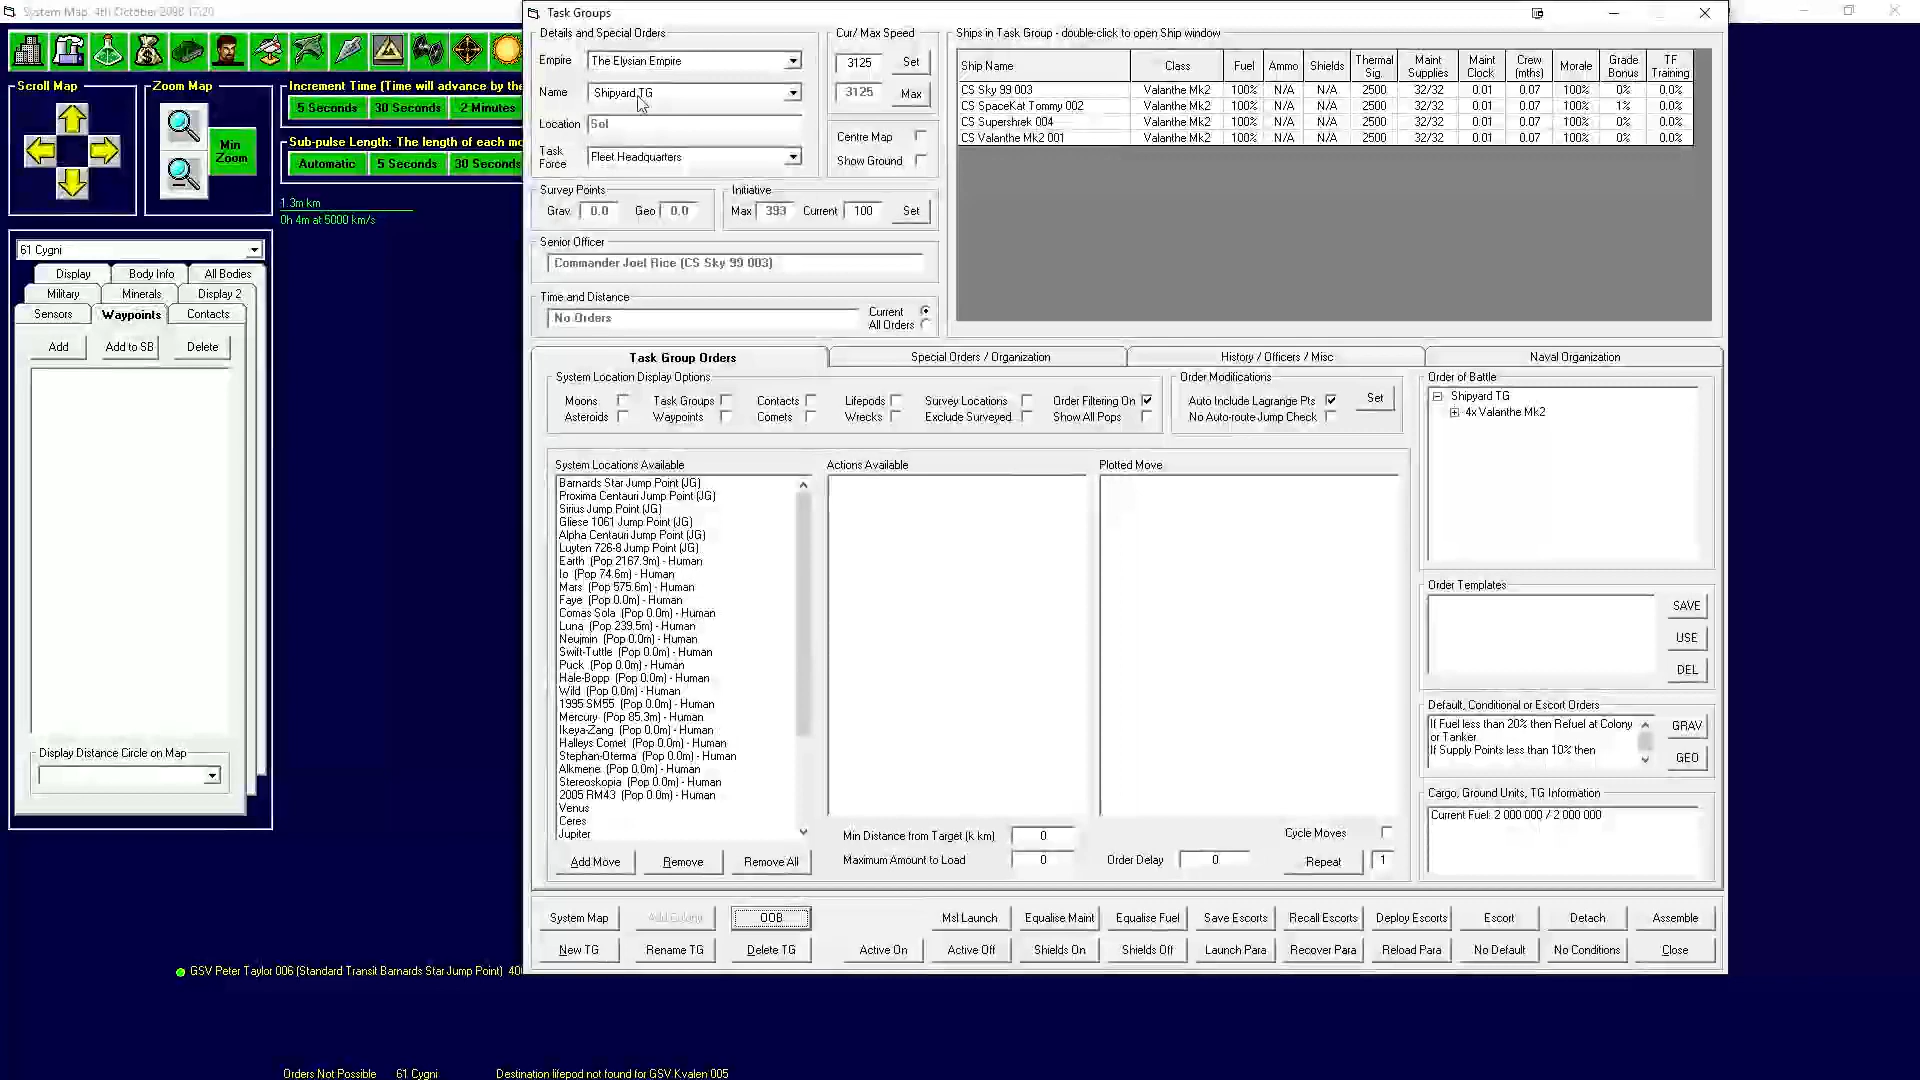 System Map 4th October 2098 17:20
Scroll Map
Zoom Map
Min
Zoom
Increment Time (Time will advance by the
5 Seconds
30 Seconds
2 Minutes
Sub-pulse Length: The length of each mo
Automatic
5 Seconds
30 Seconds
1.3m km
0h 4m at 5000 km/s
61 Cygni
Display
Body Info
All Bodies
Military
Minerals
Display 2
Sensors
Waypoints
Contacts
Add
Add to SB
Delete
Display Distance Circle on Map
GSV Peter Taylor 006 (Standard Transit Barnards Star Jump Point) 400
Orders Not Possible
61 Cygni
Destination lifepod not found for GSV Kvalen 005
Task Groups
Details and Special Orders
Empire
The Elysian Empire
Name
Shipyard TG
Location
Sol
Task
Force
Fleet Headquarters
Cur/ Max Speed
3125
Set
3125
Max
Centre Map
Show Ground
Survey Points
Grav.
0.0
Geo
0.0
Initiative
Max
393
Current
100
Set
Senior Officer
Commander Joel Rice (CS Sky 99 003)
Time and Distance
No Orders
Current
All Orders
Ships in Task Group - double-click to open Ship window
Ship Name Class Fuel Ammo Shields Thermal Sig. Maint Supplies Maint Clock Crew (mths) Morale Grade Bonus TF Training
CS Sky 99 003 Valanthe Mk2 100% N/A N/A 2500 32/32 0.01 0.07 100% 0% 0.0%
CS SpaceKat Tommy 002 Valanthe Mk2 100% N/A N/A 2500 32/32 0.01 0.07 100% 1% 0.0%
CS Supershrek 004 Valanthe Mk2 100% N/A N/A 2500 32/32 0.01 0.07 100% 0% 0.0%
CS Valanthe Mk2 001 Valanthe Mk2 100% N/A N/A 2500 32/32 0.01 0.07 100% 0% 0.0%
Task Group Orders
Special Orders / Organization
History / Officers / Misc
Naval Organization
System Location Display Options
Moons
Task Groups
Contacts
Lifepods
Survey Locations
Order Filtering On
Asteroids
Waypoints
Comets
Wrecks
Exclude Surveyed
Show All Pops
Order Modifications
Auto Include Lagrange Pts
No Auto-route Jump Check
Set
Order of Battle
Shipyard TG
4x Valanthe Mk2
System Locations Available
Barnards Star Jump Point (JG)
Proxima Centauri Jump Point (JG)
Sirius Jump Point (JG)
Gliese 1061 Jump Point (JG)
Alpha Centauri Jump Point (JG)
Luyten 726-8 Jump Point (JG)
Earth (Pop 2167.9m) - Human
Io (Pop 74.6m) - Human
Mars (Pop 575.6m) - Human
Faye (Pop 0.0m) - Human
Comas Sola (Pop 0.0m) - Human
Luna (Pop 239.5m) - Human
Neujmin (Pop 0.0m) - Human
Swift-Tuttle (Pop 0.0m) - Human
Puck (Pop 0.0m) - Human
Hale-Bopp (Pop 0.0m) - Human
Wild (Pop 0.0m) - Human
1995 SM55 (Pop 0.0m) - Human
Mercury (Pop 85.3m) - Human
Ikeya-Zang (Pop 0.0m) - Human
Halleys Comet (Pop 0.0m) - Human
Stephan-Oterma (Pop 0.0m) - Human
Alkmene (Pop 0.0m) - Human
Stereoskopia (Pop 0.0m) - Human
2005 RM43 (Pop 0.0m) - Human
Venus
Ceres
Jupiter
Actions Available
Plotted Move
Min Distance from Target (k km)
0
Maximum Amount to Load
0
Order Delay
0
Cycle Moves
Repeat
1
Add Move
Remove
Remove All
Order Templates
SAVE
USE
DEL
Default, Conditional or Escort Orders
If Fuel less than 20% then Refuel at Colony
or Tanker
If Supply Points less than 10% then
GRAV
GEO
Cargo, Ground Units, TG Information
Current Fuel: 2 000 000 / 2 000 000
System Map
Add Colony
OOB
Msl Launch
Equalise Maint
Equalise Fuel
Save Escorts
Recall Escorts
Deploy Escorts
Escort
Detach
Assemble
New TG
Rename TG
Delete TG
Active On
Active Off
Shields On
Shields Off
Launch Para
Recover Para
Reload Para
No Default
No Conditions
Close